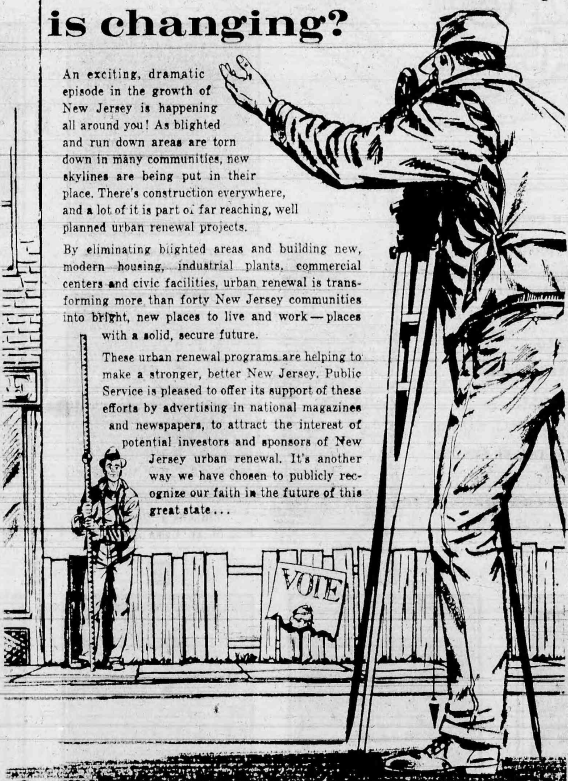 is changing?
An exciting, dramatic
episode in the growth of
New Jersey is happening
all around you! As blighted
and run down areas are torn
down in many communities, new
skylines are being put in their
place. There's construction everywhere,
and a lot of it is part of far reaching, well
planned urban renewal projects.
By eliminating blighted areas and building new,
modern housing, industrial plants, commercial
centers and civic facilities, urban renewal is trans-
forming more than forty New Jersey communities
into bright, new places to live and work — places
with a solid, secure future.
These urban renewal programs are helping to
make a stronger, better New Jersey. Public
Service is pleased to offer its support of these
efforts by advertising in national magazines
and newspapers, to attract the interest of
potential investors and sponsors of New
Jersey urban renewal. It's another
way we have chosen to publicly rec-
ognize our faith in the future of this
great state...
VOTE